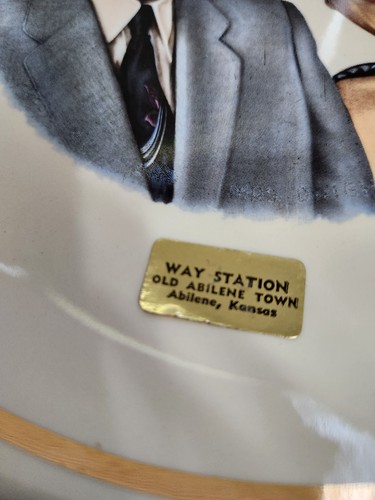 WAY STATION
OLD ABILENE TOWN
Abilene, Kansas